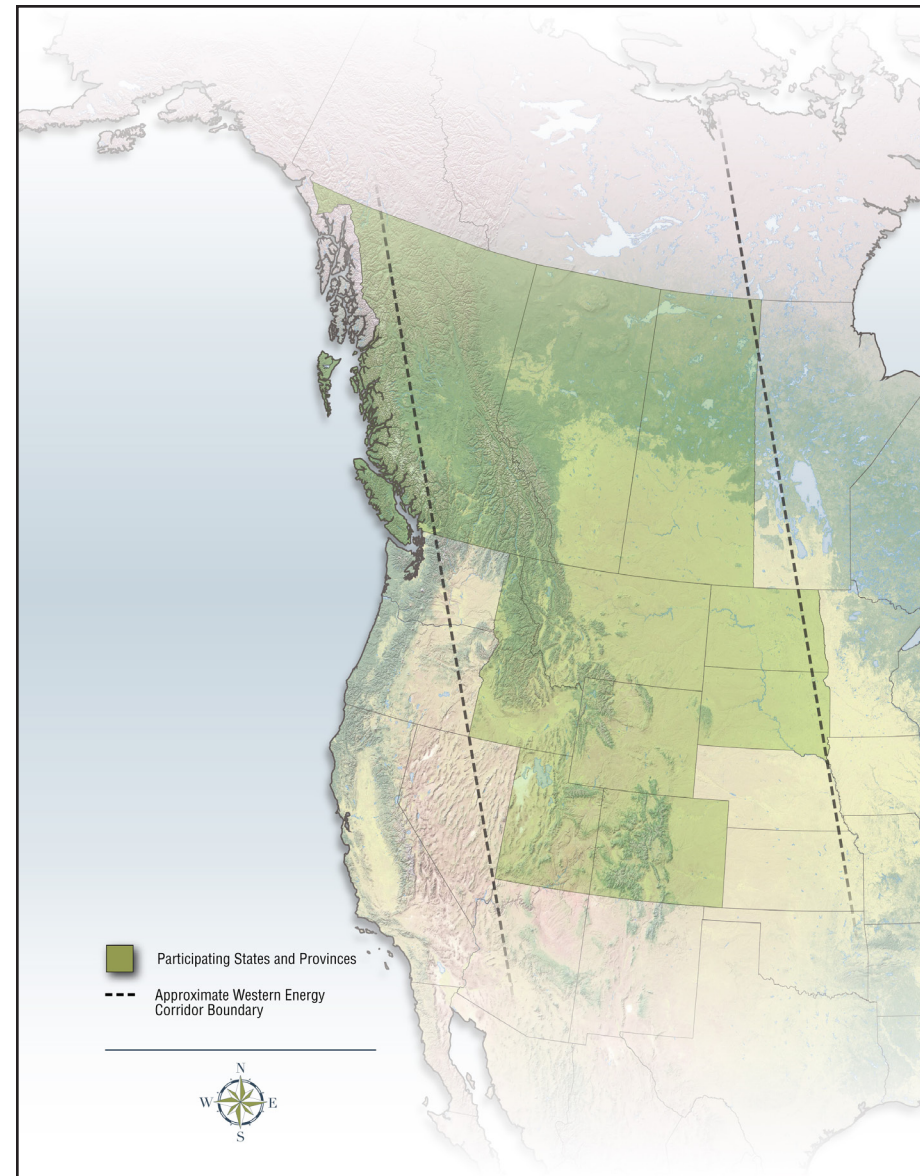 Participating States and Provinces
Approximate Western Energy
Corridor Boundary
N
W E
S